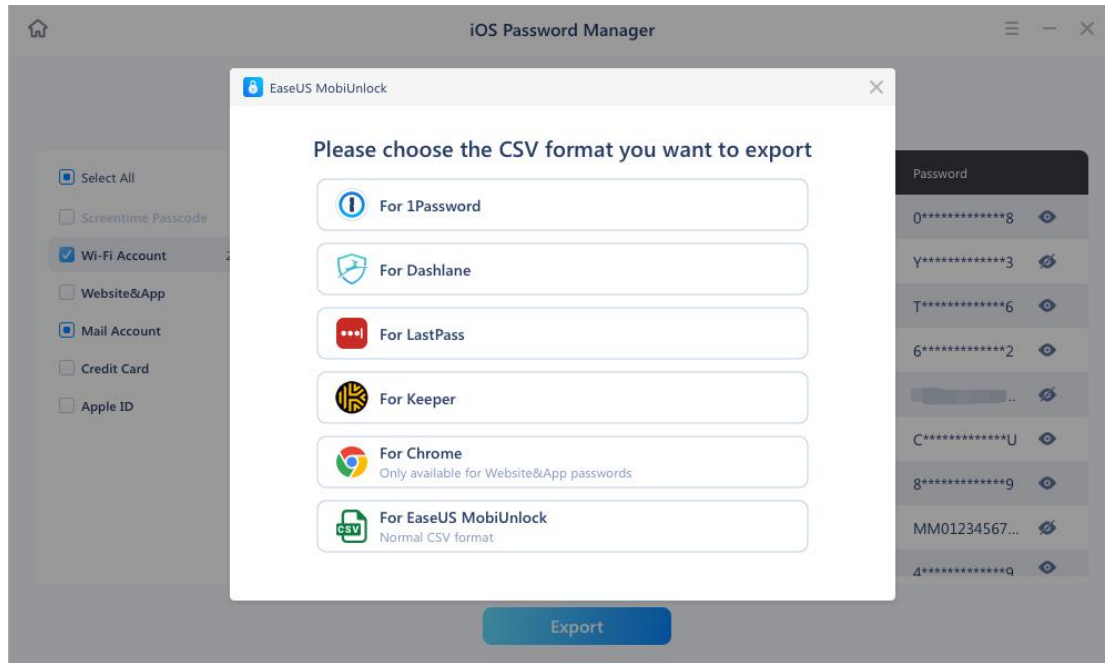 iOS Password Manager
EaseUS MobiUnlock
Please choose the CSV format you want to export
For 1Password
For Dashlane
For LastPass
For Keeper
For Chrome
Only available for Website&App passwords
For EaseUS MobiUnlock
CSV
Normal CSV format
Select All
Screentime Passcode
Wi-Fi Account 2
Website&App
Mail Account
Credit Card
Apple ID
Password
0*************8
Y*************3
T*************6
6*************2
..
C*************U
8*************9
MM01234567...
4*************9
Export